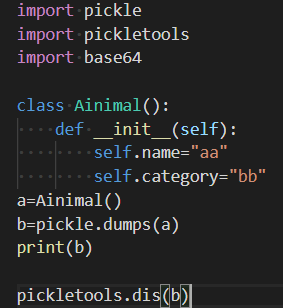 import pickle
import pickletools
import base64
class Ainimal():
    def __init__(self):
        self.name="aa"
        self.category="bb"
a=Ainimal()
b=pickle.dumps(a)
print(b)
pickletools.dis(b)